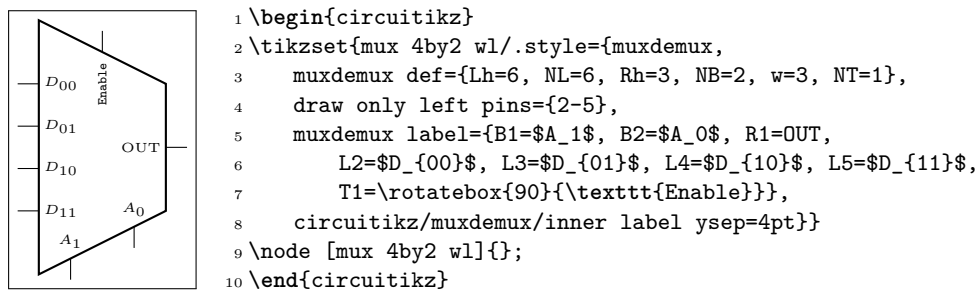 Enable
D00
D01
D10
OUT
D11
A0
A1
1 \begin{circuitikz}
2 \tikzset{mux 4by2 wl/.style={muxdemux,
3 muxdemux def={Lh=6, NL=6, Rh=3, NB=2, w=3, NT=1},
4 draw only left pins={2-5},
5 muxdemux label={B1=$A_1$, B2=$A_0$, R1=OUT,
6 L2=$D_{00}$, L3=$D_{01}$, L4=$D_{10}$, L5=$D_{11}$,
7 T1=\rotatebox{90}{\texttt{Enable}}},
8 circuitikz/muxdemux/inner label ysep=4pt}}
9 \node [mux 4by2 wl]{};
10 \end{circuitikz}